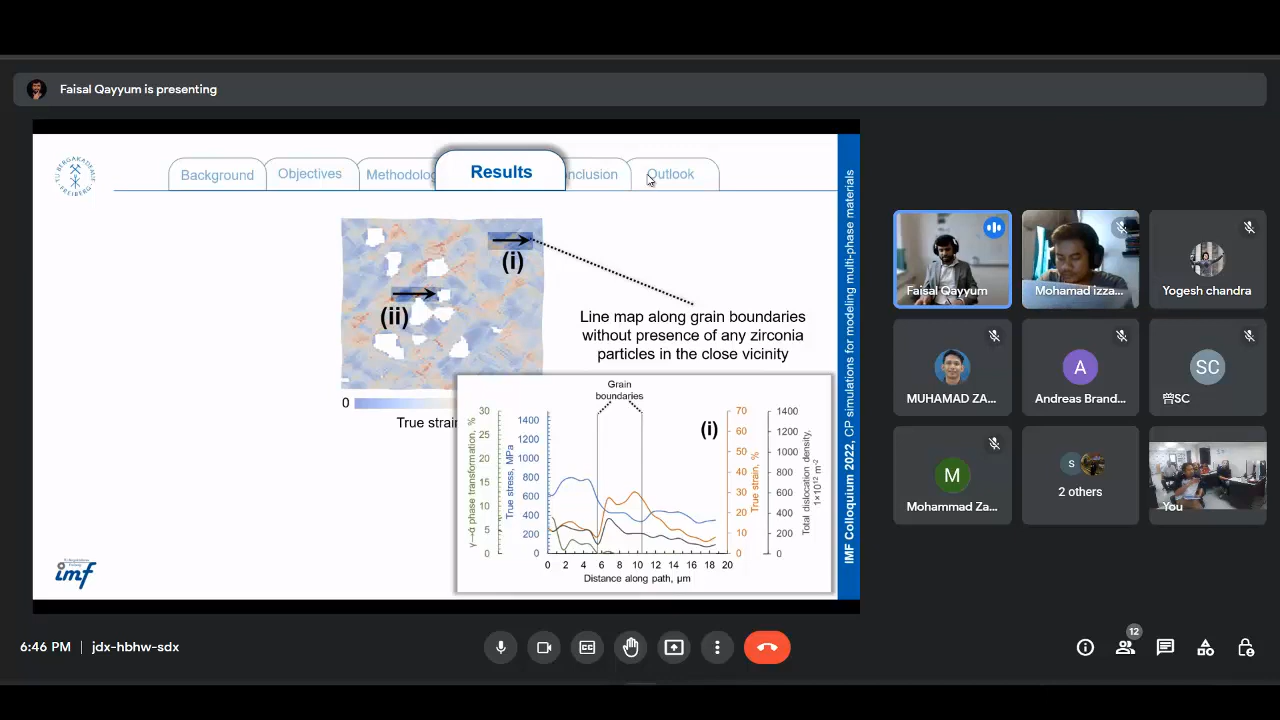 Faisal Qayyum is presenting
TU BERGAKADEMIE
FREIBERG
Background
Objectives
Methodolog
Results
nclusion
Outlook
(i)
(ii)
Line map along grain boundaries
without presence of any zirconia
particles in the close vicinity
0
True strain
Grain
boundaries
(i)
γ→ά phase transformation, %
30
25
20
15
10
5
0
True stress, MPa
1400
1200
1000
800
600
400
200
0
70
60
50
40
30
20
10
0
True strain, %
1400
1200
1000
800
600
400
200
0
Total dislocation density,
1×10¹² m⁻²
0 2 4 6 8 10 12 14 16 18 20
Distance along path, μm
imf
IMF Colloquium 2022, CP simulations for modeling multi-phase materials
Faisal Qayyum
Mohamad izza...
Yogesh chandra
MUHAMAD ZA...
A
Andreas Brand...
SC
SC
M
Mohammad Za...
S
2 others
You
6:46 PM | jdx-hbhw-sdx
CC
12